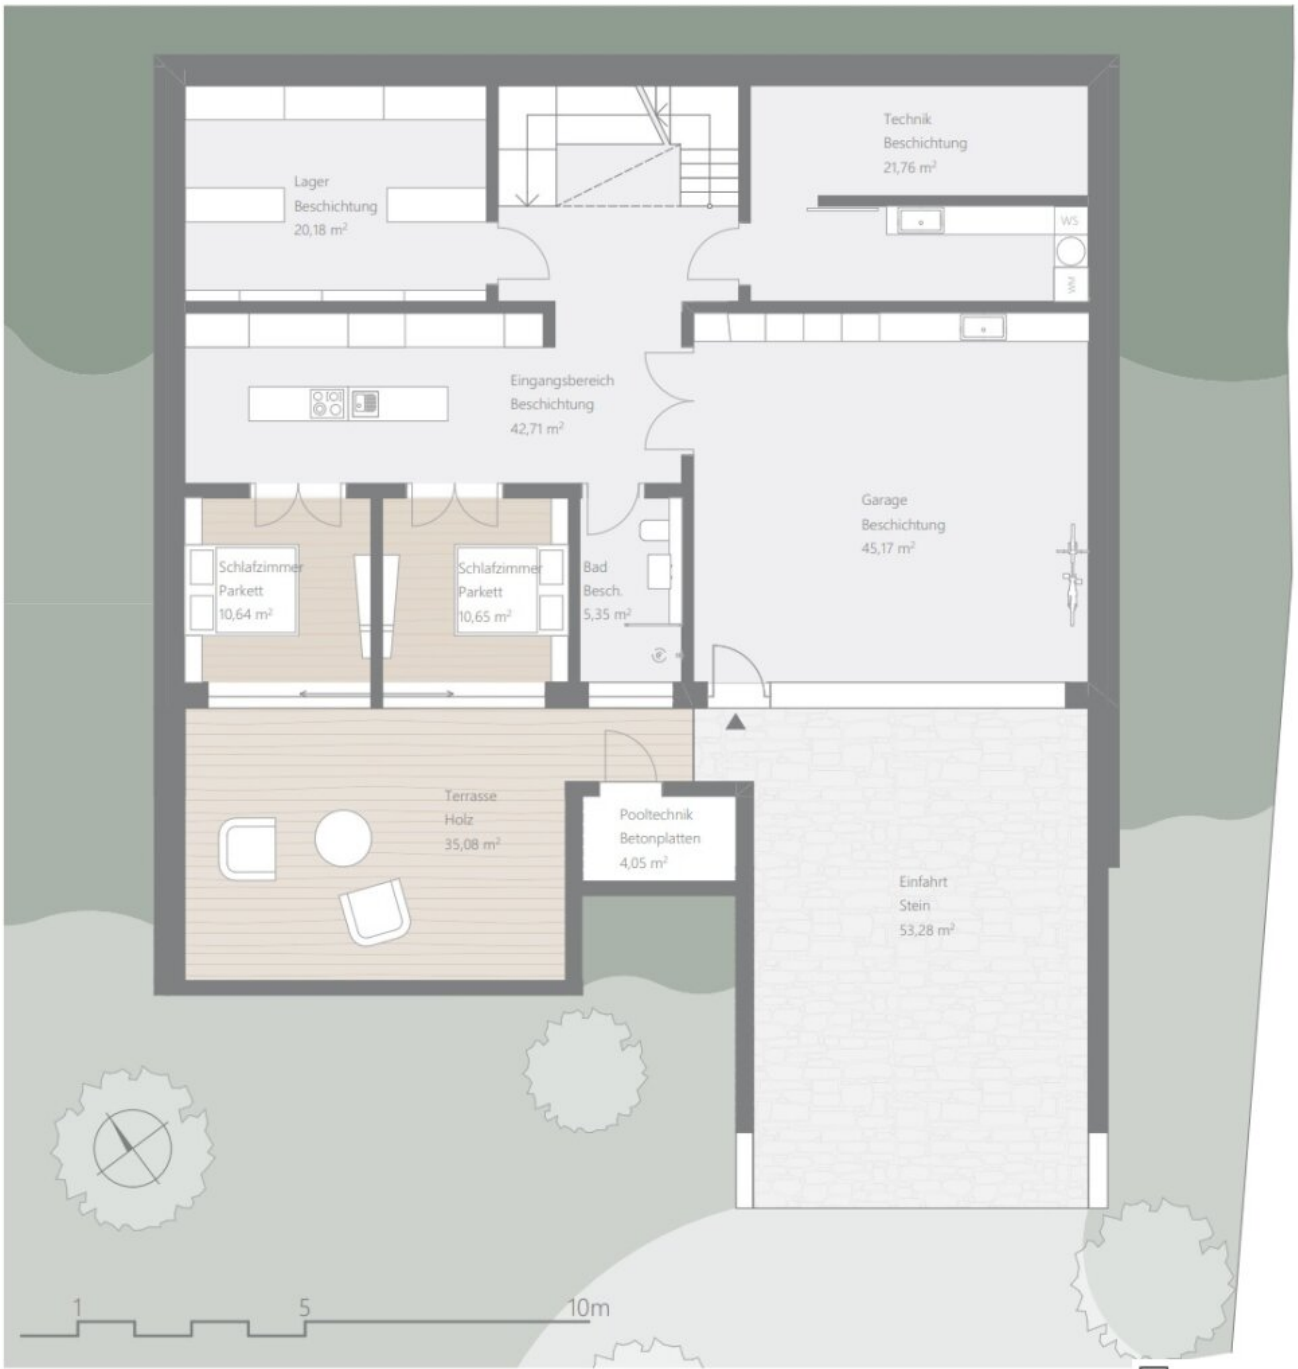 Technik
Beschichtung
21,76 m²
Lager
Beschichtung
20,18 m²
WS
WM
Eingangsbereich
Beschichtung
42,71 m²
Garage
Beschichtung
45,17 m²
Schlafzimmer
Parkett
10,64 m²
Schlafzimmer
Parkett
10,65 m²
Bad
Besch.
5,35 m²
Terrasse
Holz
35,08 m²
Pooltechnik
Betonplatten
4,05 m²
Einfahrt
Stein
53,28 m²
1 5 10m